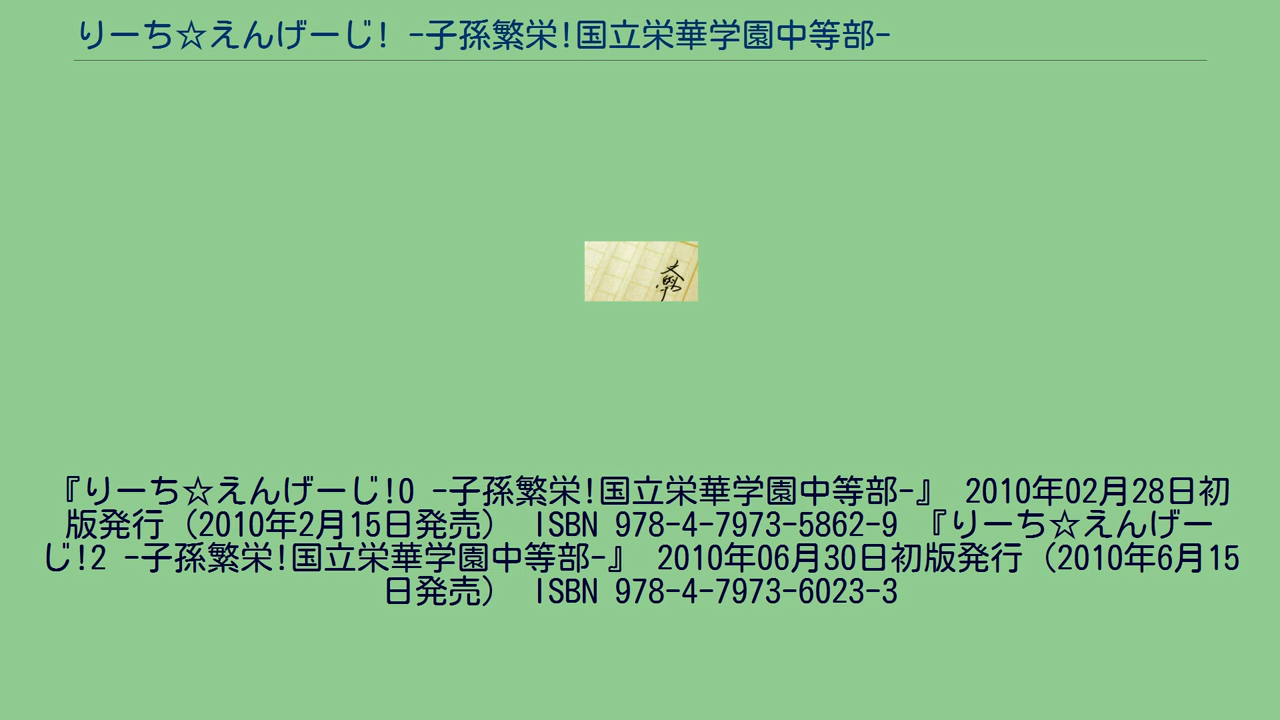 りーち☆えんげーじ! -子孫繁栄!国立栄華学園中等部-
『りーち☆えんげーじ!0 -子孫繁栄!国立栄華学園中等部-』 2010年02月28日初
版発行（2010年2月15日発売） ISBN 978-4-7973-5862-9 『りーち☆えんげー
じ!2 -子孫繁栄!国立栄華学園中等部-』 2010年06月30日初版発行（2010年6月15
日発売） ISBN 978-4-7973-6023-3